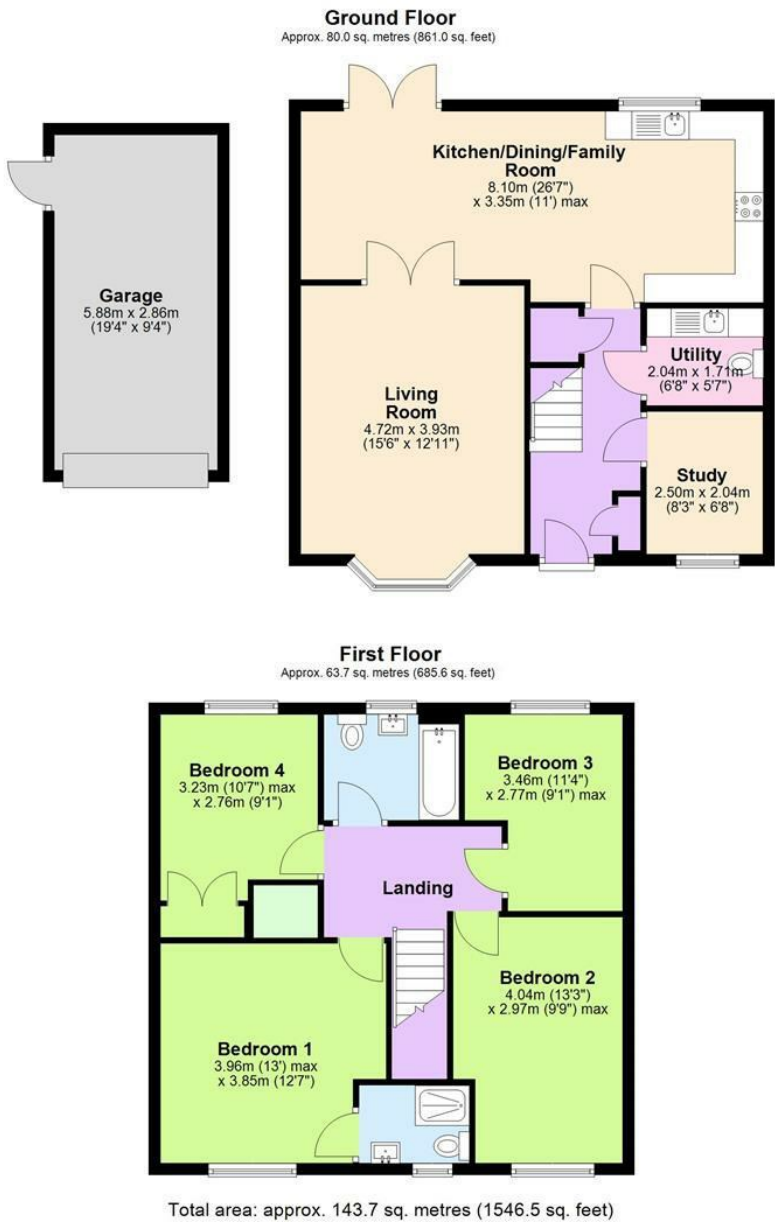 Ground Floor
Approx. 80.0 sq. metres (861.0 sq. feet)
Kitchen/Dining/Family
Room
8.10m (26'7")
x 3.35m (11') max
Garage
5.88m x 2.86m
(19'4" x 9'4")
Living
Room
4.72m x 3.93m
(15'6" x 12'11")
Utility
2.04m x 1.71m
(6'8" x 5'7")
Study
2.50m x 2.04m
(8'3" x 6'8")
First Floor
Approx. 63.7 sq. metres (685.6 sq. feet)
Bedroom 4
3.23m (10'7") max
x 2.76m (9'1")
Bedroom 3
3.46m (11'4")
x 2.77m (9'1") max
Landing
Bedroom 2
4.04m (13'3")
x 2.97m (9'9") max
Bedroom 1
3.96m (13') max
x 3.85m (12'7")
Total area: approx. 143.7 sq. metres (1546.5 sq. feet)